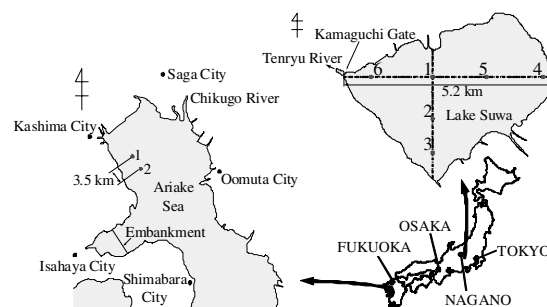 Kamaguchi Gate
Tenryu River
6 1 5 4
5.2 km
2
Lake Suwa
3
Saga City
Chikugo River
Kashima City
1
2
3.5 km
Oomuta City
Ariake
Sea
Embankment
Isahaya City
Shimabara
City
OSAKA
FUKUOKA
TOKYO
NAGANO